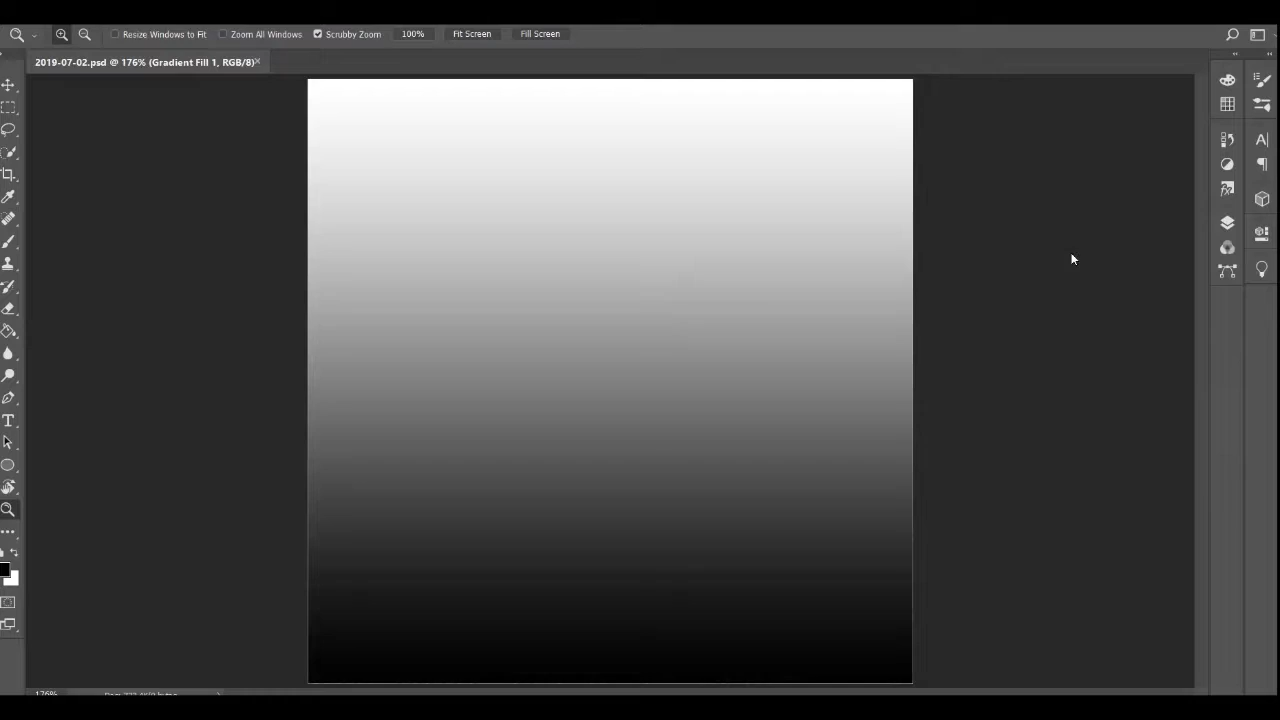 Resize Windows to Fit Zoom All Windows Scrubby Zoom 100% Fit Screen Fill Screen
2019-07-02.psd @ 176% (Gradient Fill 1, RGB/8)
176%